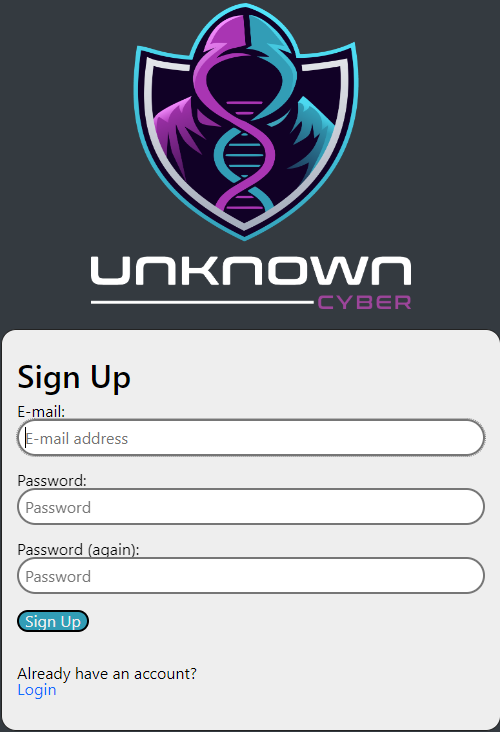 UNKNOWN
CYBER
Sign Up
E-mail:
E-mail address
Password:
Password
Password (again):
Password
Sign Up
Already have an account?
Login